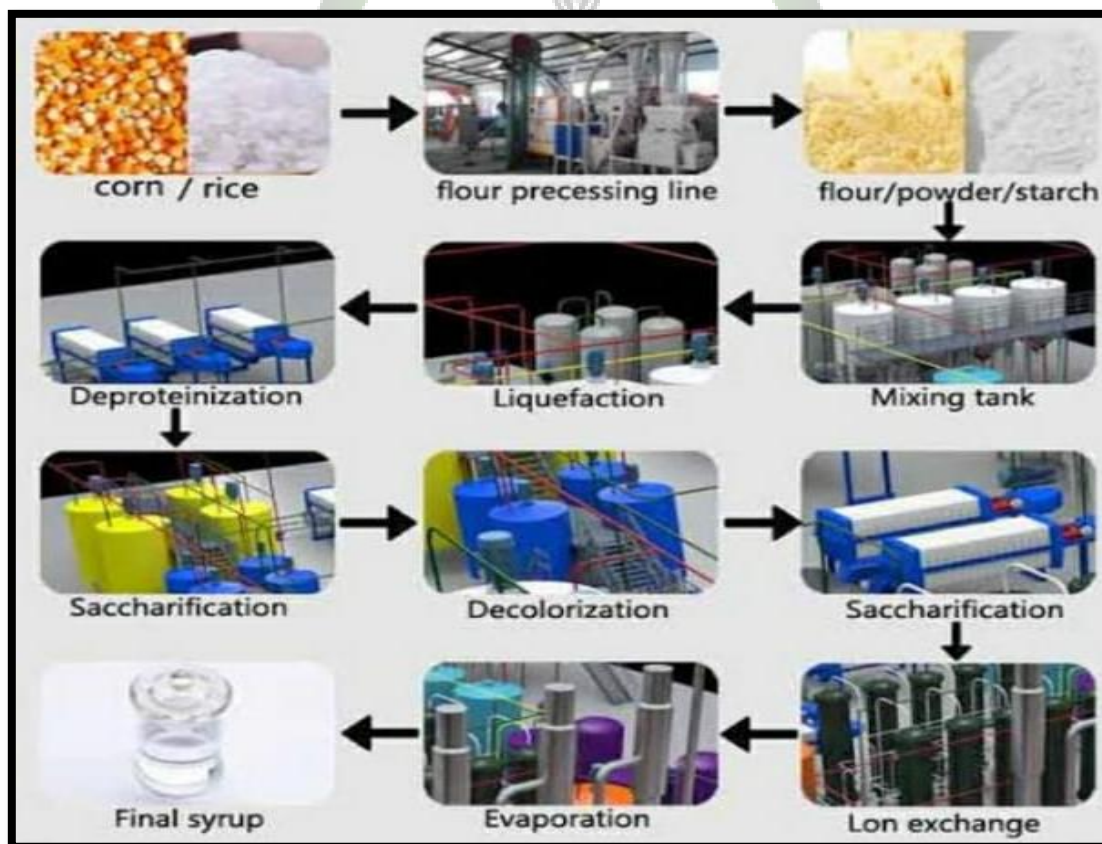 corn / rice
flour precessing line
flour/powder/starch
Deproteinization
Liquefaction
Mixing tank
Saccharification
Decolorization
Saccharification
Final syrup
Evaporation
Lon exchange